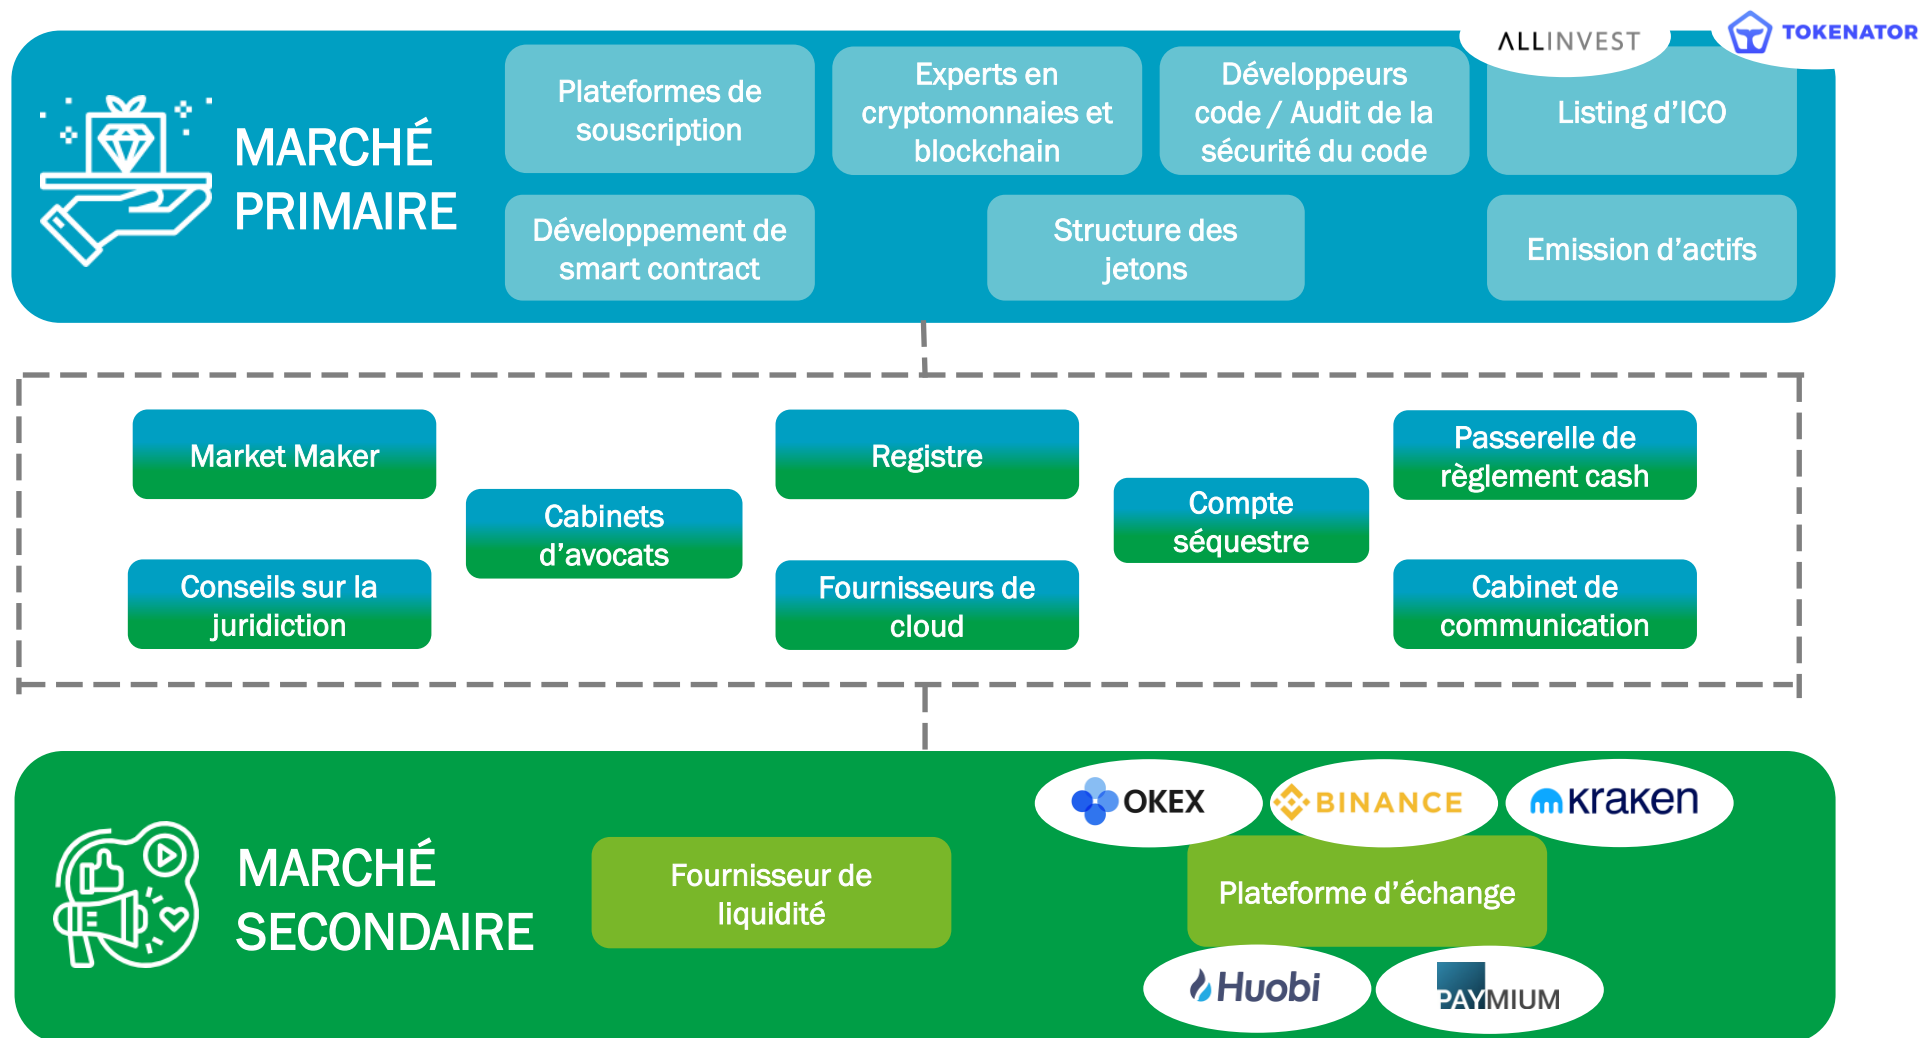 ALLINVEST
TOKENATOR
MARCHÉ
PRIMAIRE
Plateformes de
souscription
Experts en
cryptomonnaies et
blockchain
Développeurs
code / Audit de la
sécurité du code
Listing d’ICO
Développement de
smart contract
Structure des
jetons
Emission d’actifs
Market Maker
Cabinets
d’avocats
Registre
Compte
séquestre
Passerelle de
règlement cash
Conseils sur la
juridiction
Fournisseurs de
cloud
Cabinet de
communication
MARCHÉ
SECONDAIRE
Fournisseur de
liquidité
OKEX
BINANCE
kraken
Plateforme d’échange
Huobi
PAYMIUM